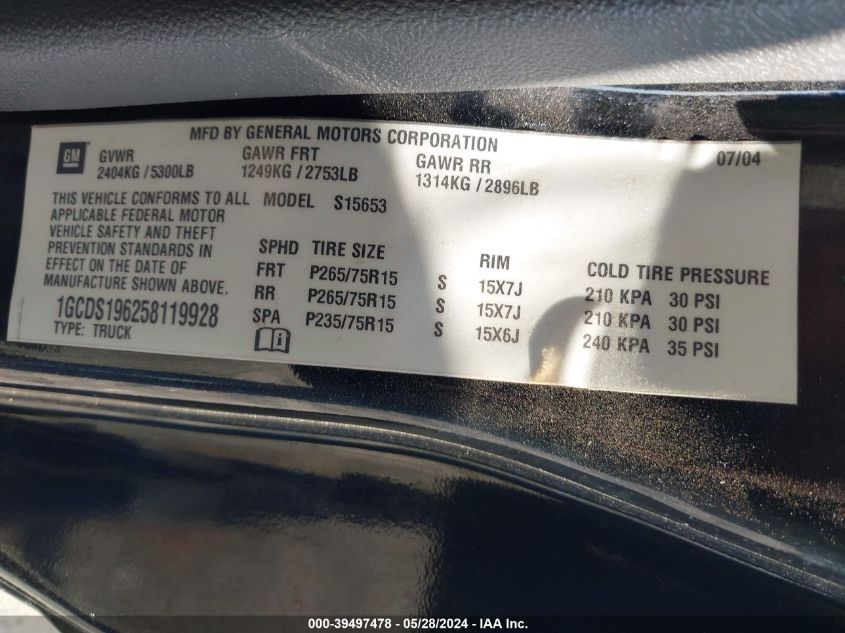 MFD BY GENERAL MOTORS CORPORATION
GM GVWR GAWR FRT GAWR RR 07/04
2404KG / 5300LB 1249KG / 2753LB 1314KG / 2896LB
THIS VEHICLE CONFORMS TO ALL MODEL S15653
APPLICABLE FEDERAL MOTOR
VEHICLE SAFETY AND THEFT
PREVENTION STANDARDS IN
EFFECT ON THE DATE OF
MANUFACTURE SHOWN ABOVE.
1GCDS196258119928
TYPE: TRUCK
SPHD TIRE SIZE RIM COLD TIRE PRESSURE
FRT P265/75R15 S 15X7J 210 KPA 30 PSI
RR P265/75R15 S 15X7J 210 KPA 30 PSI
SPA P235/75R15 S 15X6J 240 KPA 35 PSI
000-39497478 - 05/28/2024 - IAA Inc.